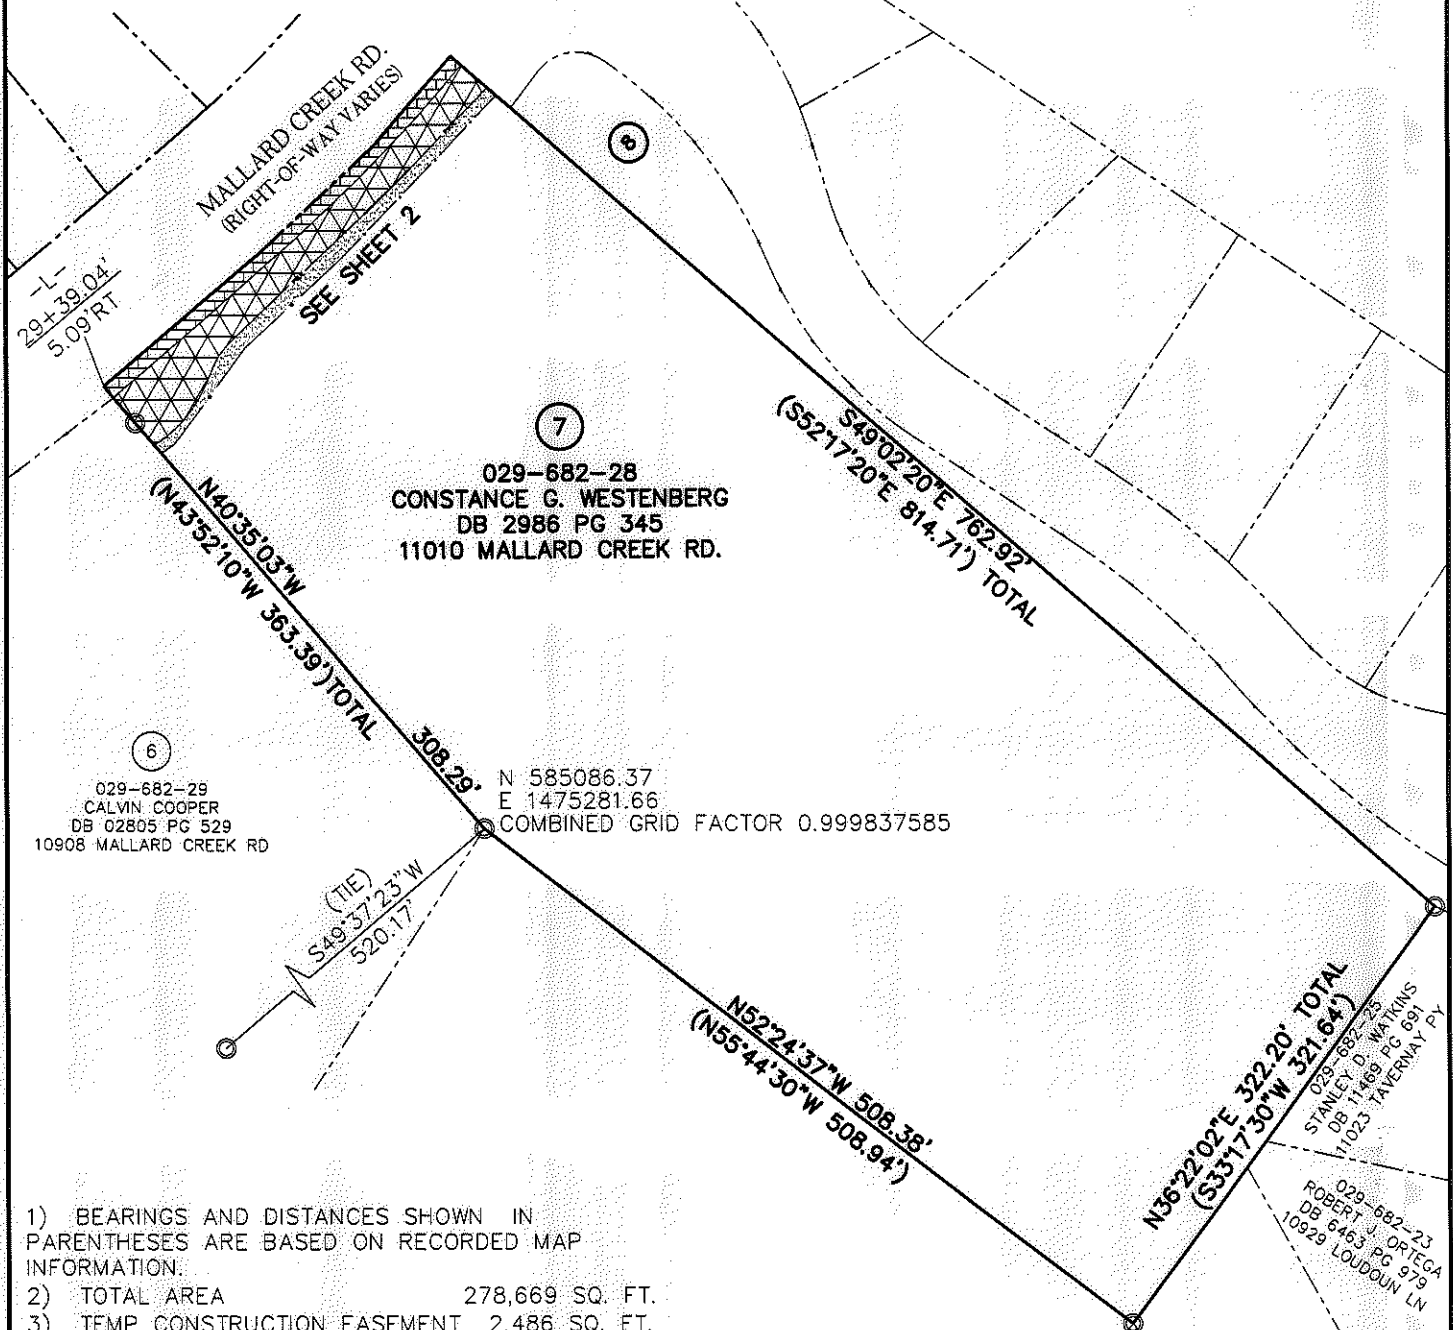 MALLARD CREEK RD.
(RIGHT-OF-WAY VARIES)
8
-L-
29+39.04'
5.09'RT
SEE SHEET 2
7
029-682-28
CONSTANCE G. WESTENBERG
DB 2986 PG 345
11010 MALLARD CREEK RD.
S49°02'20"E 762.92'
(S52°17'20"E 814.71') TOTAL
N40°35'03"W
308.29'
(N43°52'10"W 363.39')TOTAL
6
029-682-29
CALVIN COOPER
DB 02805 PG 529
10908 MALLARD CREEK RD
N 585086.37
E 1475281.66
COMBINED GRID FACTOR 0.999837585
(TIE)
S49°37'23"W
520.17'
N52°24'37"W 508.38'
(N55°44'30"W 508.94')
N36°22'02"E 322.20' TOTAL
(S33°17'30"W 321.64')
029-682-25
STANLEY D. WATKINS
DB 11469 PG 691
11023 TAVERNAY PY
029-682-23
ROBERT J. ORTEGA
DB 6463 PG 979
10929 LOUDOUN LN
1) BEARINGS AND DISTANCES SHOWN IN
PARENTHESES ARE BASED ON RECORDED MAP
INFORMATION.
2) TOTAL AREA 278,669 SQ. FT.
3) TEMP CONSTRUCTION EASEMENT 2,486 SQ. FT.